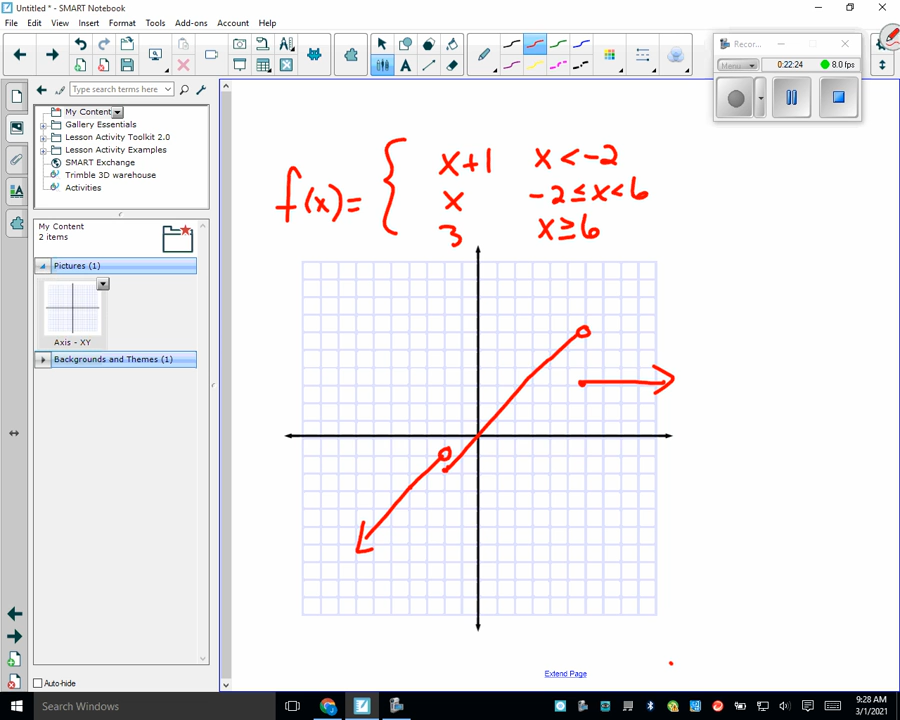 Untitled * - SMART Notebook
File Edit View Insert Format Tools Add-ons Account Help
Recor...
Menu 0:22:24 8.0 fps
Type searching terms here
My Content
Gallery Essentials
Lesson Activity Toolkit 2.0
Lesson Activity Examples
SMART Exchange
Trimble 3D warehouse
Activities
My Content
2 items
Pictures (1)
Axis - XY
Backgrounds and Themes (1)
f(x)= { x+1 x<-2
x -2≤x<6
3 x≥6
Extend Page
Auto-hide
Search Windows
9:28 AM
3/1/2021